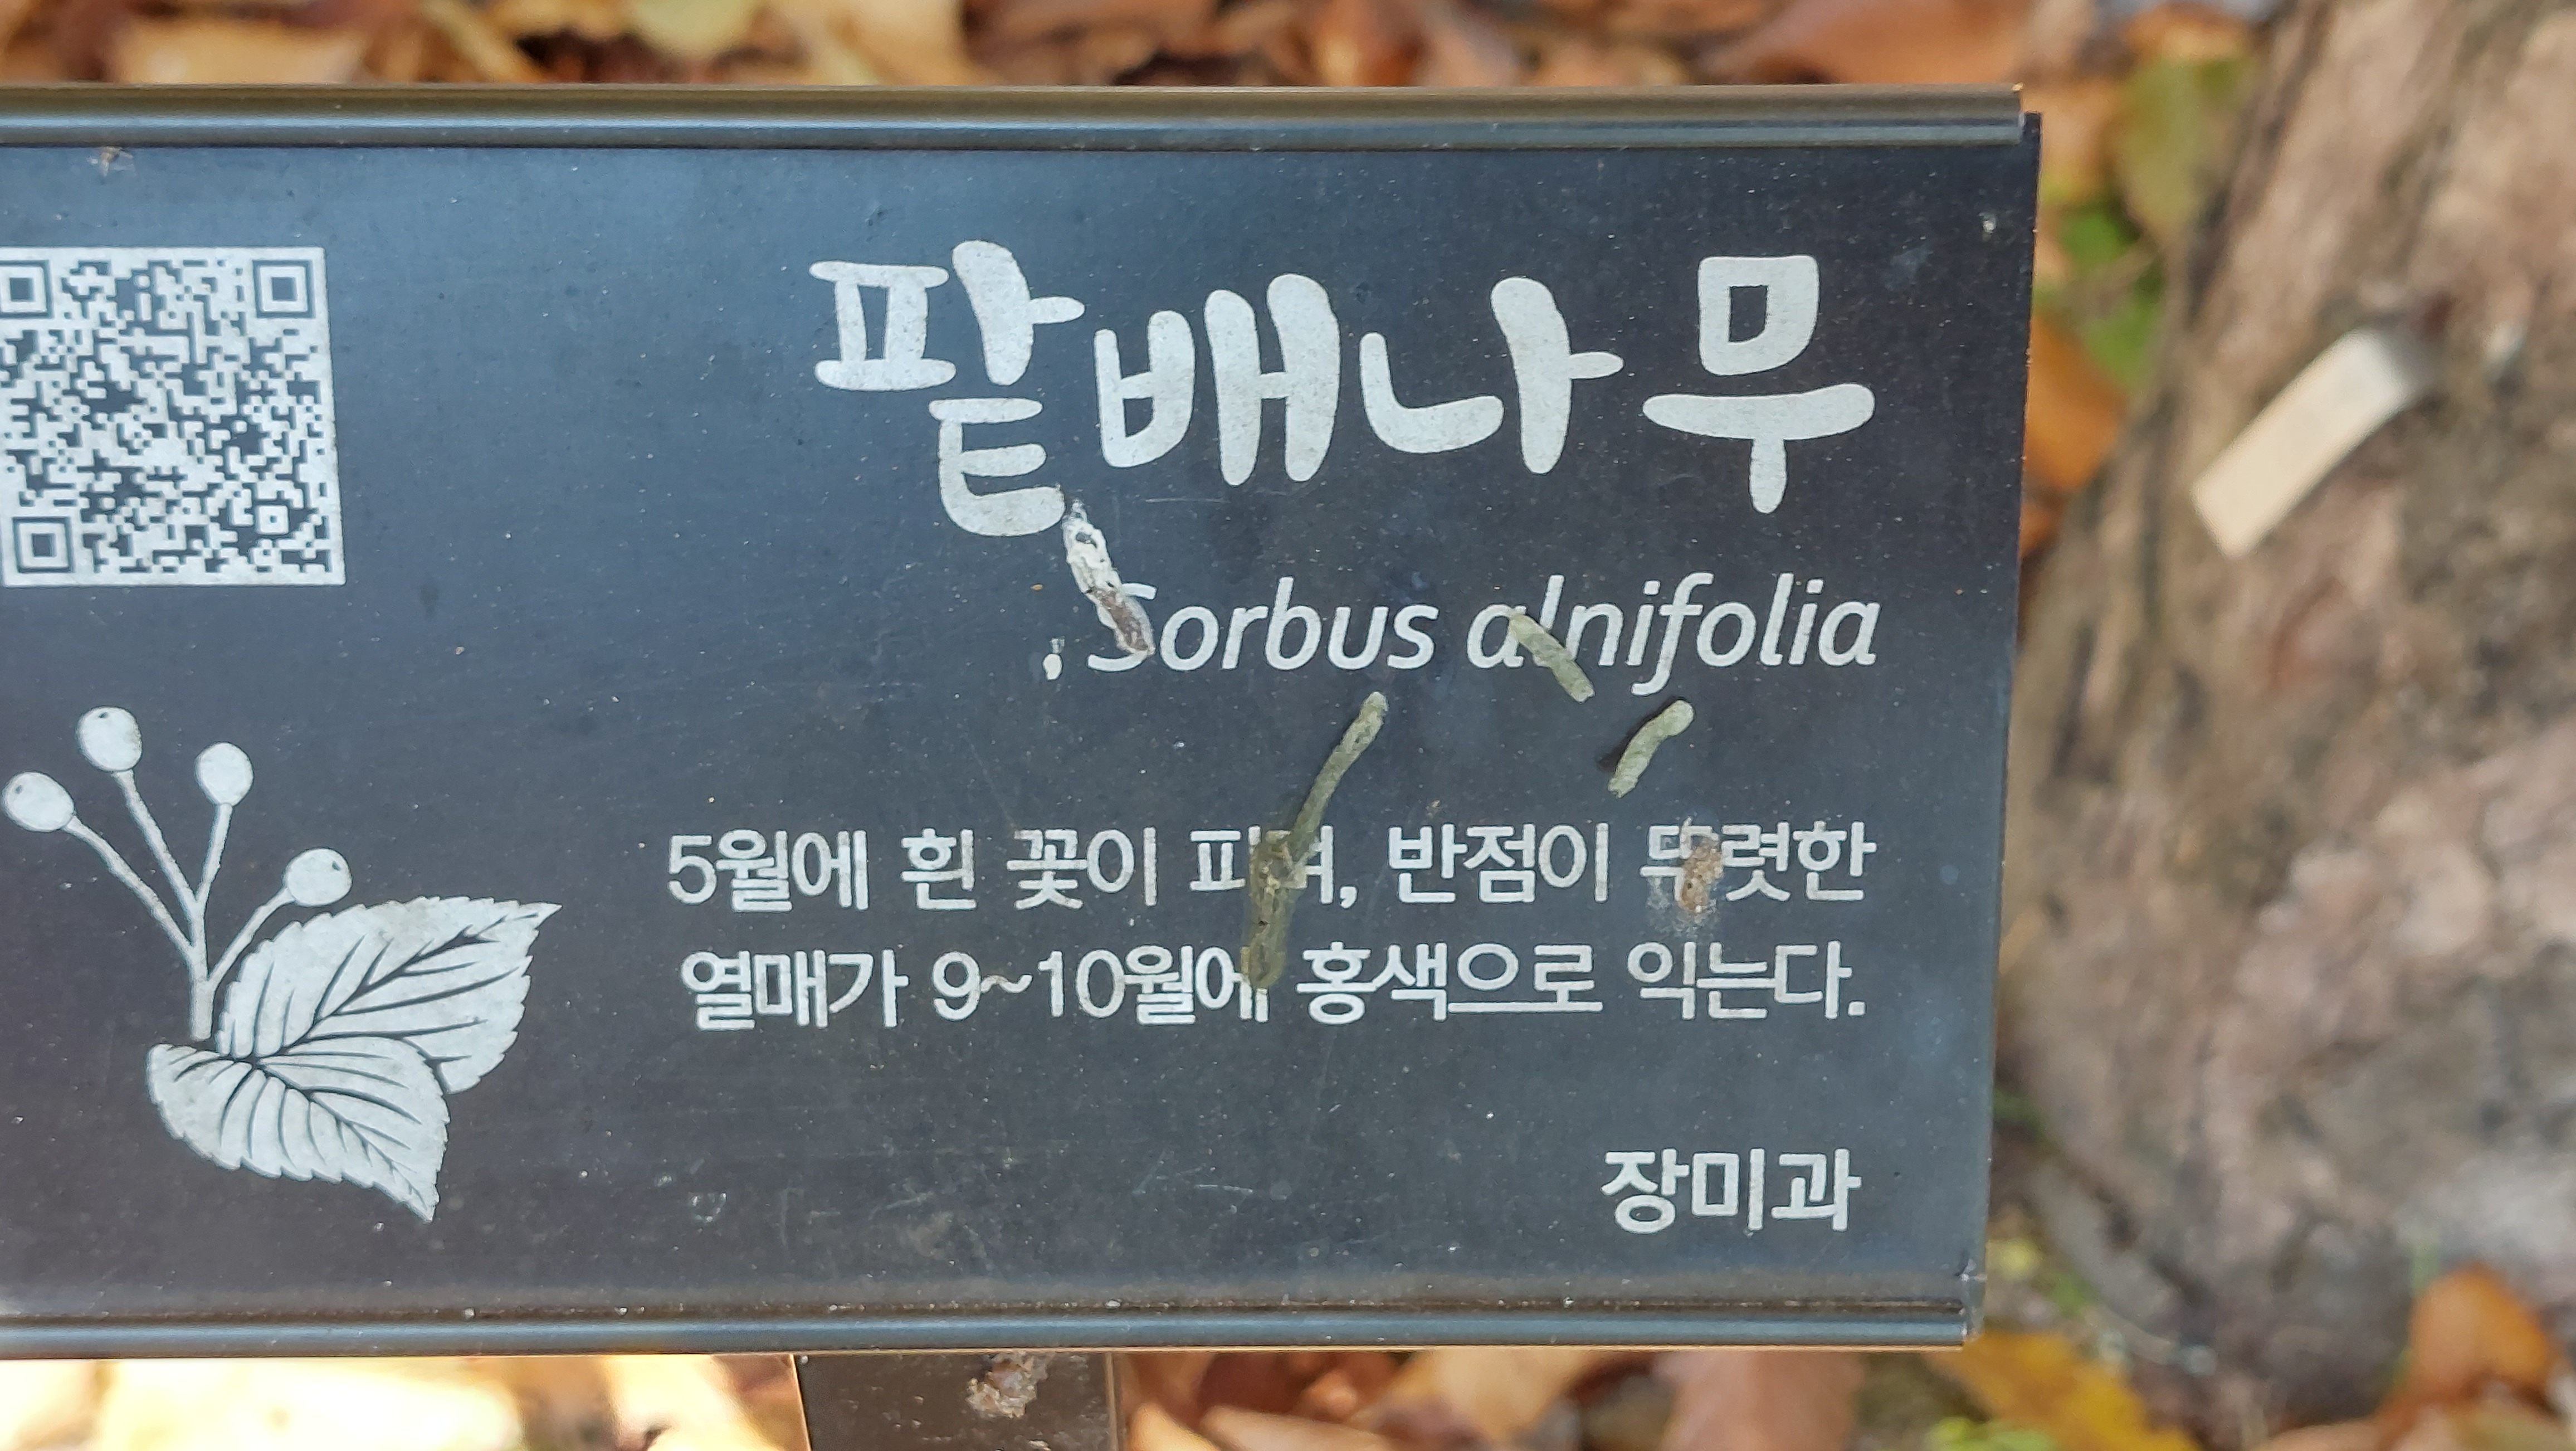 팥배나무
Sorbus alnifolia
5월에 흰 꽃이 피며, 반점이 뚜렷한
열매가 9~10월에 홍색으로 익는다.
장미과